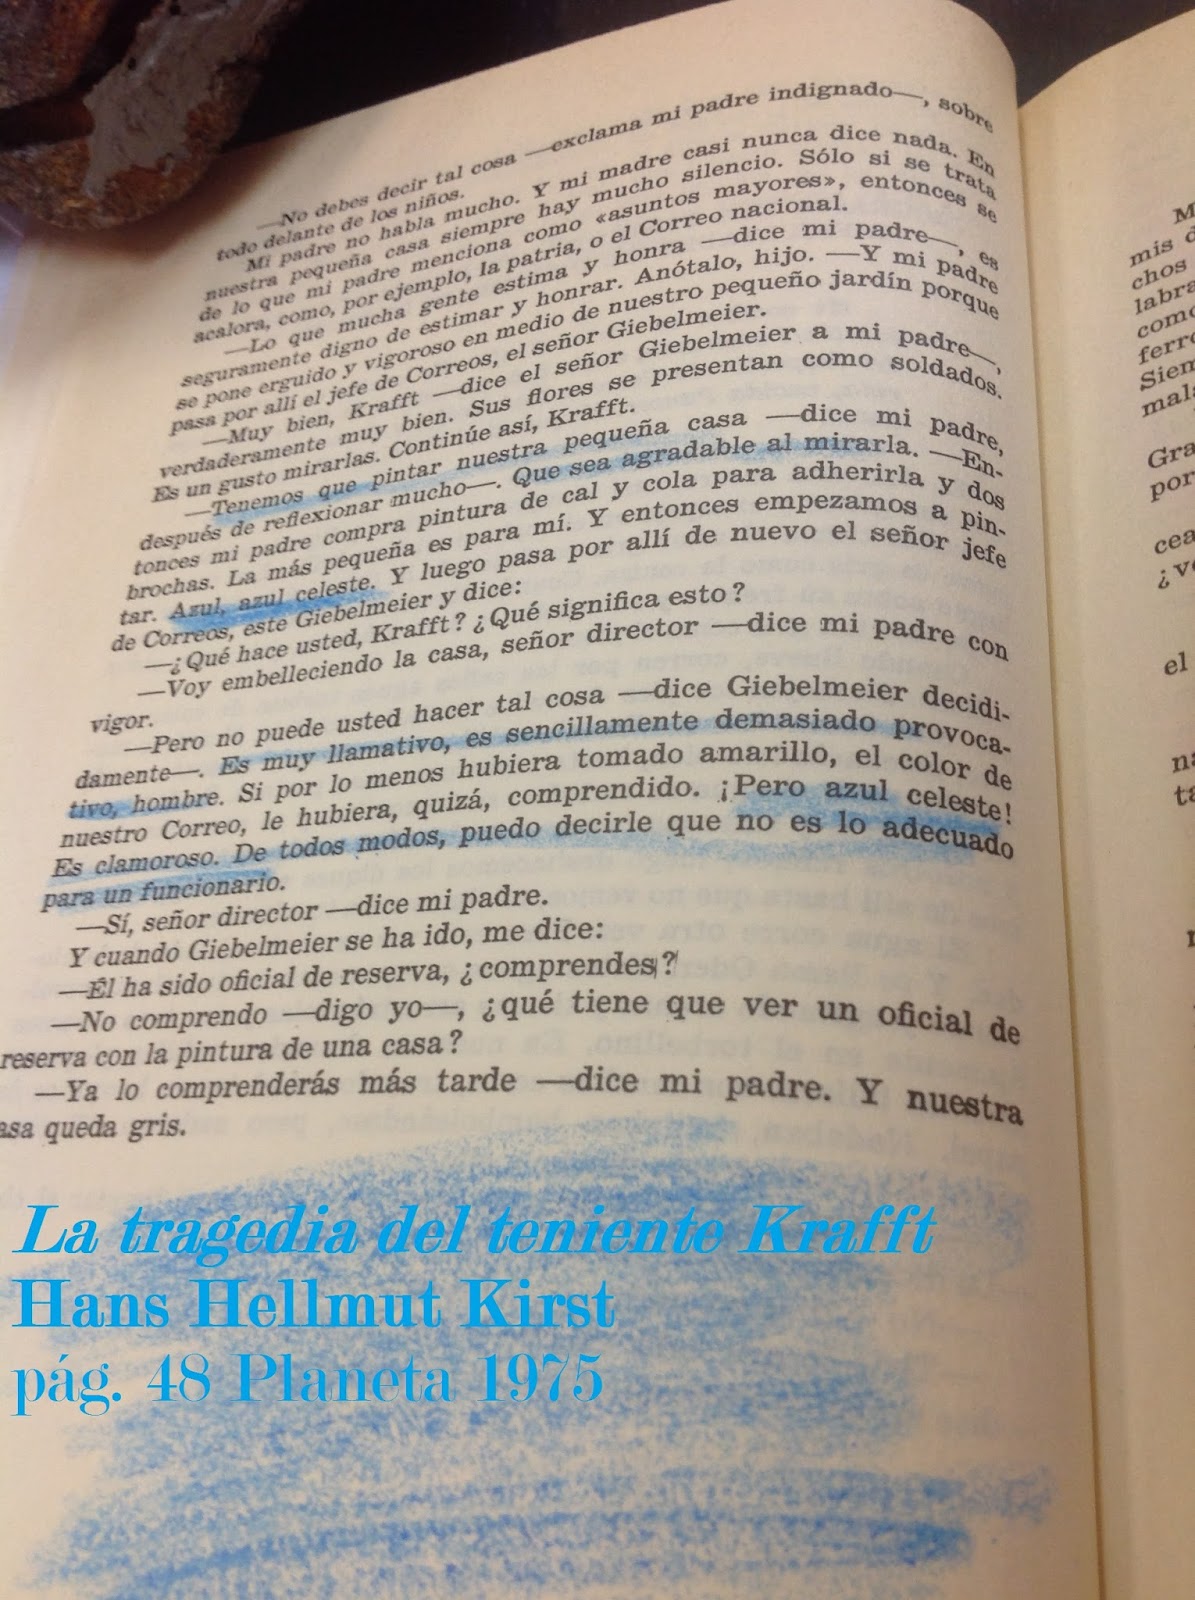 —No debes decir tal cosa —exclama mi padre indignado—, sobre
todo delante de los niños.
Mi padre no habla mucho. Y mi madre casi nunca dice nada. En
nuestra pequeña casa siempre hay mucho silencio. Sólo si se trata
de lo que mi padre menciona como «asuntos mayores», entonces se
acalora, como, por ejemplo, la patria, o el Correo nacional.
—Lo que mucha gente estima y honra —dice mi padre—, es
seguramente digno de estimar y honrar. Anótalo, hijo. —Y mi padre
se pone erguido y vigoroso en medio de nuestro pequeño jardín porque
pasa por allí el jefe de Correos, el señor Giebelmeier.
—Muy bien, Krafft —dice el señor Giebelmeier a mi padre—,
verdaderamente muy bien. Sus flores se presentan como soldados.
Es un gusto mirarlas. Continúe así, Krafft.
—Tenemos que pintar nuestra pequeña casa —dice mi padre,
después de reflexionar mucho—. Que sea agradable al mirarla. —En-
tonces mi padre compra pintura de cal y cola para adherirla y dos
brochas. La más pequeña es para mí. Y entonces empezamos a pin-
tar. Azul, azul celeste. Y luego pasa por allí de nuevo el señor jefe
de Correos, este Giebelmeier y dice:
—¿Qué hace usted, Krafft? ¿Qué significa esto?
—Voy embelleciendo la casa, señor director —dice mi padre con
vigor.
—Pero no puede usted hacer tal cosa —dice Giebelmeier decidi-
damente—. Es muy llamativo, es sencillamente demasiado provoca-
tivo, hombre. Si por lo menos hubiera tomado amarillo, el color de
nuestro Correo, le hubiera, quizá, comprendido. ¡Pero azul celeste!
Es clamoroso. De todos modos, puedo decirle que no es lo adecuado
para un funcionario.
—Sí, señor director —dice mi padre.
Y cuando Giebelmeier se ha ido, me dice:
—Él ha sido oficial de reserva, ¿comprendes?
—No comprendo —digo yo—, ¿qué tiene que ver un oficial de
reserva con la pintura de una casa?
—Ya lo comprenderás más tarde —dice mi padre. Y nuestra
asa queda gris.
La tragedia del teniente Krafft
Hans Hellmut Kirst
pág. 48 Planeta 1975
M
mis d
chos
labra
como
ferro
Siem
mala
Gra
por
cea
¿ve
el
na
ta